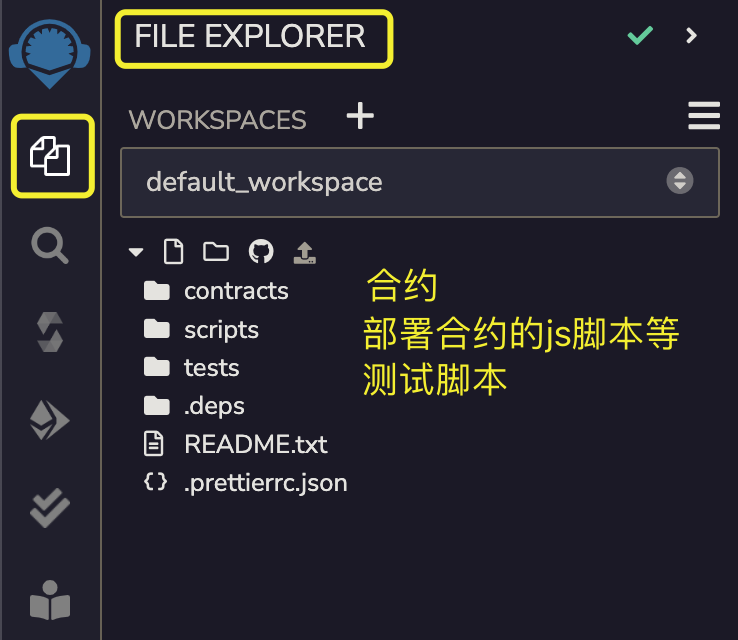 FILE EXPLORER
WORKSPACES
default_workspace
contracts 合约
scripts 部署合约的js脚本等
tests 测试脚本
.deps
README.txt
.prettierrc.json